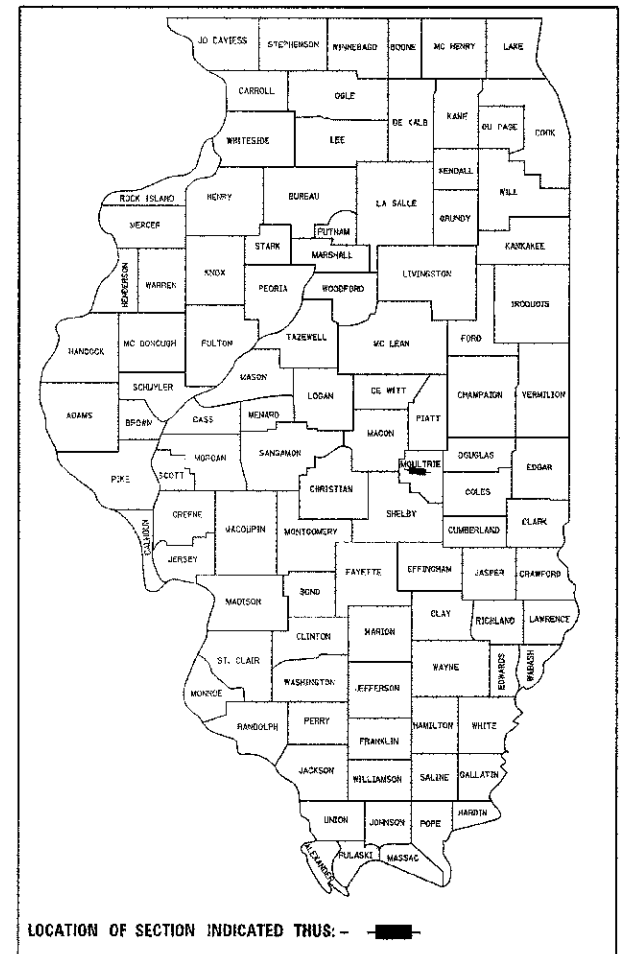 JO DAVIESS
STEPHENSON
WINNEBAGO
BOONE
MC HENRY
LAKE
CARROLL
OGLE
DE KALB
KANE
DU PAGE
COOK
WHITESIDE
LEE
KENDALL
WILL
ROCK ISLAND
HENRY
BUREAU
LA SALLE
GRUNDY
MERCER
PUTNAM
STARK
MARSHALL
KANKAKEE
HENDERSON
WARREN
KNOX
PEORIA
WOODFORD
LIVINGSTON
IROQUOIS
HANCOCK
MC DONOUGH
FULTON
TAZEWELL
MC LEAN
FORD
SCHUYLER
MASON
LOGAN
DE WITT
CHAMPAIGN
VERMILION
ADAMS
BROWN
CASS
MENARD
PIATT
MACON
PIKE
SCOTT
MORGAN
SANGAMON
CHRISTIAN
MOULTRIE
DOUGLAS
EDGAR
COLES
CALHOUN
GREENE
MACOUPIN
MONTGOMERY
SHELBY
CUMBERLAND
CLARK
JERSEY
FAYETTE
EFFINGHAM
JASPER
CRAWFORD
MADISON
BOND
CLAY
RICHLAND
LAWRENCE
CLINTON
MARION
ST. CLAIR
WAYNE
EDWARDS
WABASH
WASHINGTON
MONROE
JEFFERSON
RANDOLPH
PERRY
HAMILTON
WHITE
FRANKLIN
JACKSON
WILLIAMSON
SALINE
GALLATIN
UNION
JOHNSON
POPE
HARDIN
ALEXANDER
PULASKI
MASSAC
LOCATION OF SECTION INDICATED THUS: -